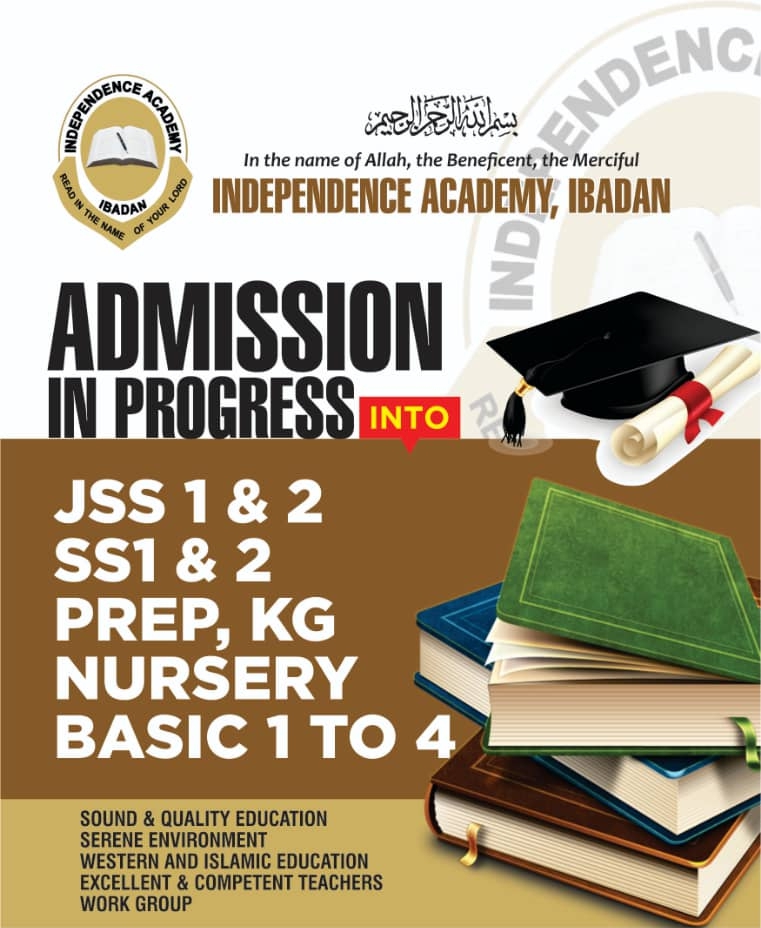 INDEPENDENCE ACADEMY
IBADAN
READ IN THE NAME OF YOUR LORD
بسم الله الرحمن الرحيم
In the name of Allah, the Beneficent, the Merciful
INDEPENDENCE ACADEMY, IBADAN
INDEPENDENC
REA
ADMISSION
IN PROGRESS INTO
JSS 1 & 2
SS1 & 2
PREP, KG
NURSERY
BASIC 1 TO 4
SOUND & QUALITY EDUCATION
SERENE ENVIRONMENT
WESTERN AND ISLAMIC EDUCATION
EXCELLENT & COMPETENT TEACHERS
WORK GROUP